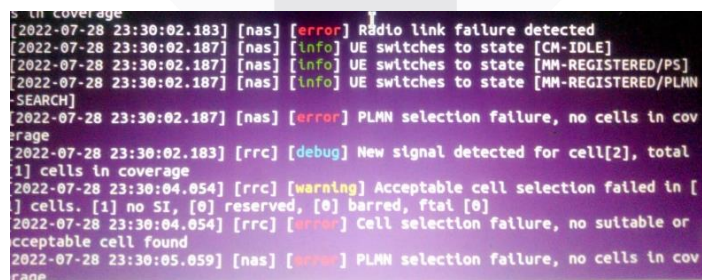 s in coverage
[2022-07-28 23:30:02.183] [nas] [error] Radio link failure detected
[2022-07-28 23:30:02.187] [nas] [info] UE switches to state [CM-IDLE]
[2022-07-28 23:30:02.187] [nas] [info] UE switches to state [MM-REGISTERED/PS]
[2022-07-28 23:30:02.187] [nas] [info] UE switches to state [MM-REGISTERED/PLMN
-SEARCH]
[2022-07-28 23:30:02.187] [nas] [error] PLMN selection failure, no cells in cov
erage
[2022-07-28 23:30:02.183] [rrc] [debug] New signal detected for cell[2], total
[1] cells in coverage
[2022-07-28 23:30:04.054] [rrc] [warning] Acceptable cell selection failed in [
1] cells. [1] no SI, [0] reserved, [0] barred, ftai [0]
[2022-07-28 23:30:04.054] [rrc] [error] Cell selection failure, no suitable or
acceptable cell found
[2022-07-28 23:30:05.059] [nas] [error] PLMN selection failure, no cells in cov
erage